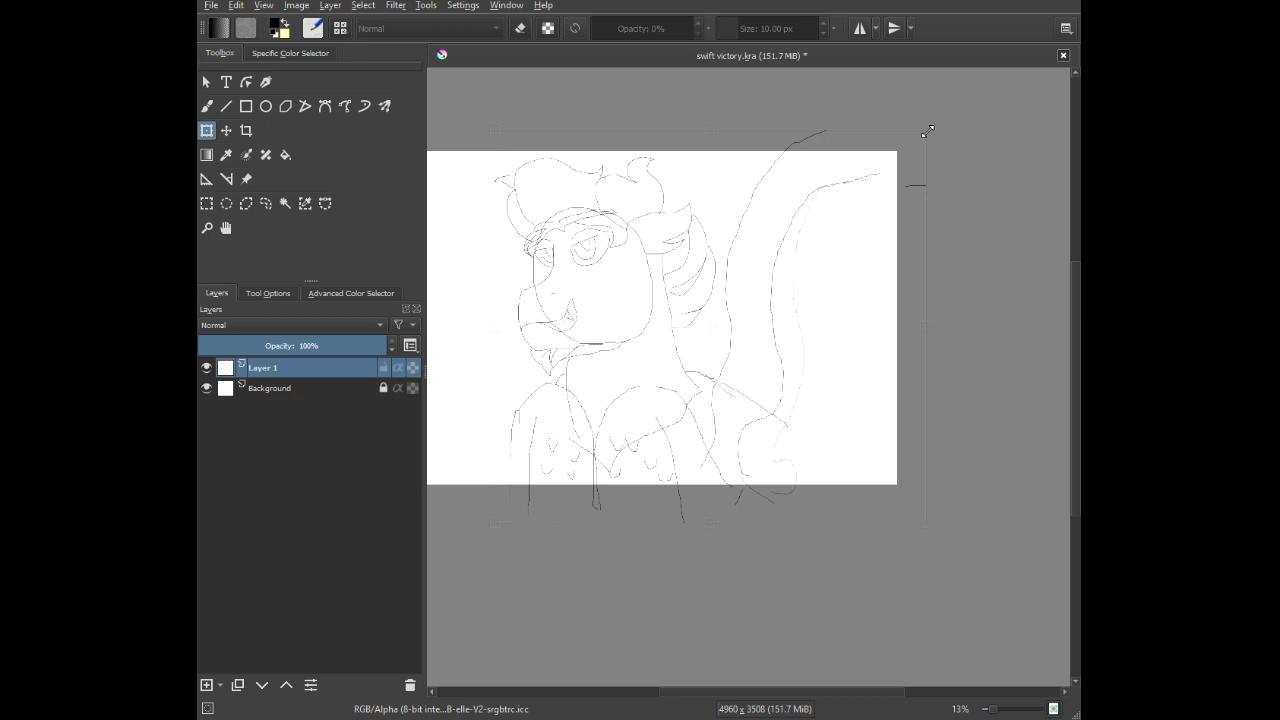 File Edit View Image Layer Select Filter Tools Settings Window Help
Normal Opacity: 0% Size: 10.00 px
Toolbox Specific Color Selector
swift victory.kra (151.7 MiB) *
Layers Tool Options Advanced Color Selector
Layers
Normal
Opacity: 100%
Layer 1
Background
RGB/Alpha (8-bit inte...B-elle-V2-srgbtrc.icc 4960 x 3508 (151.7 MiB) 13%